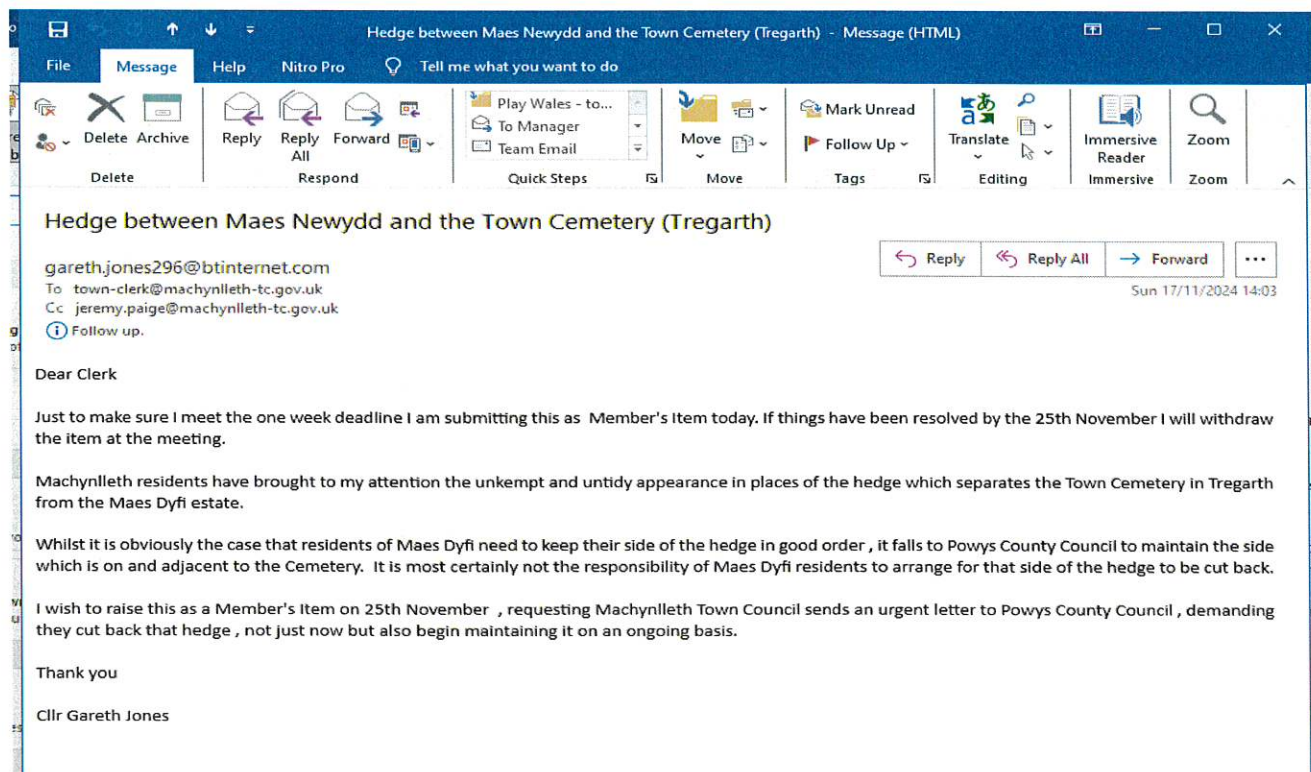 Hedge between Maes Newydd and the Town Cemetery (Tregarth) - Message (HTML)
File Message Help Nitro Pro Tell me what you want to do
Delete Archive
Reply Reply All Forward
Play Wales - to...
To Manager
Team Email
Move
Mark Unread
Follow Up
Translate
Immersive Reader
Zoom
Delete Respond Quick Steps Move Tags Editing Immersive Zoom
Hedge between Maes Newydd and the Town Cemetery (Tregarth)
Reply Reply All Forward ...
gareth.jones296@btinternet.com
To town-clerk@machynlleth-tc.gov.uk
Sun 17/11/2024 14:03
Cc jeremy.paige@machynlleth-tc.gov.uk
Follow up.
Dear Clerk
Just to make sure I meet the one week deadline I am submitting this as Member's Item today. If things have been resolved by the 25th November I will withdraw
the item at the meeting.
Machynlleth residents have brought to my attention the unkempt and untidy appearance in places of the hedge which separates the Town Cemetery in Tregarth
from the Maes Dyfi estate.
Whilst it is obviously the case that residents of Maes Dyfi need to keep their side of the hedge in good order , it falls to Powys County Council to maintain the side
which is on and adjacent to the Cemetery. It is most certainly not the responsibility of Maes Dyfi residents to arrange for that side of the hedge to be cut back.
I wish to raise this as a Member's Item on 25th November , requesting Machynlleth Town Council sends an urgent letter to Powys County Council , demanding
they cut back that hedge , not just now but also begin maintaining it on an ongoing basis.
Thank you
Cllr Gareth Jones